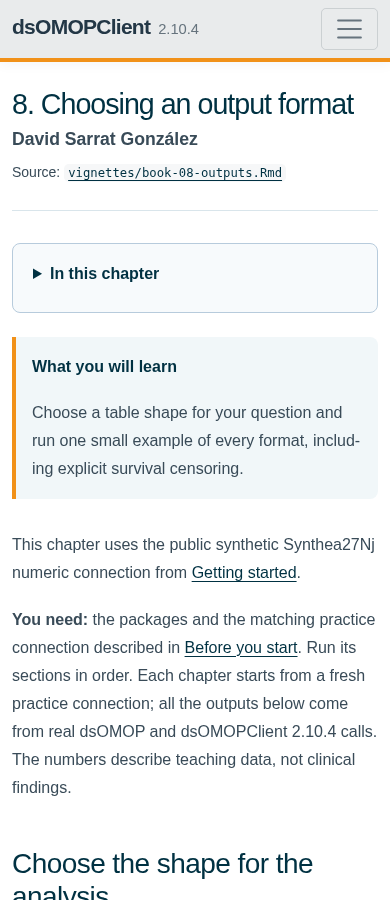 dsOMOPClient 2.10.4
8. Choosing an output format
David Sarrat González
Source: vignettes/book-08-outputs.Rmd
In this chapter
What you will learn
Choose a table shape for your question and
run one small example of every format, includ-
ing explicit survival censoring.
This chapter uses the public synthetic Synthea27Nj
numeric connection from Getting started.
You need: the packages and the matching practice
connection described in Before you start. Run its
sections in order. Each chapter starts from a fresh
practice connection; all the outputs below come
from real dsOMOP and dsOMOPClient 2.10.4 calls.
The numbers describe teaching data, not clinical
findings.
Choose the shape for the
analysis